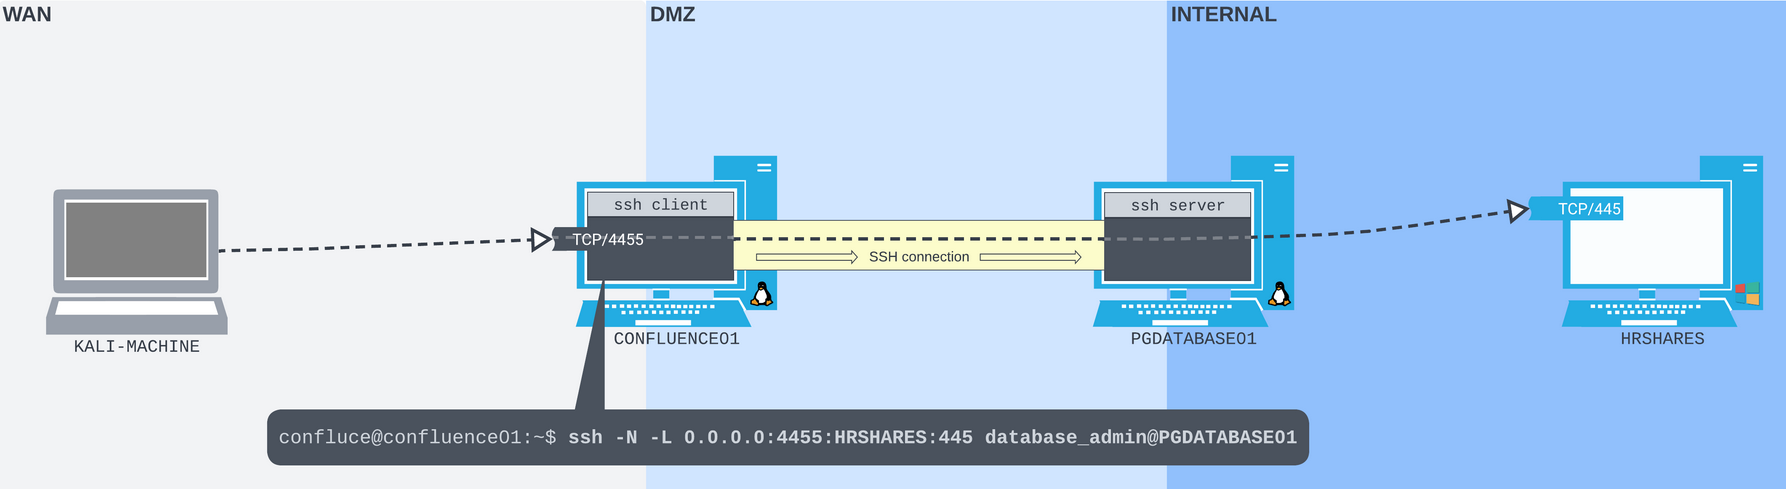 WAN
DMZ
INTERNAL
ssh client
ssh server
TCP/4455
TCP/445
SSH connection
KALI-MACHINE
CONFLUENCE01
PGDATABASE01
HRSHARES
confluce@confluence01:~$ ssh -N -L 0.0.0.0:4455:HRSHARES:445 database_admin@PGDATABASE01